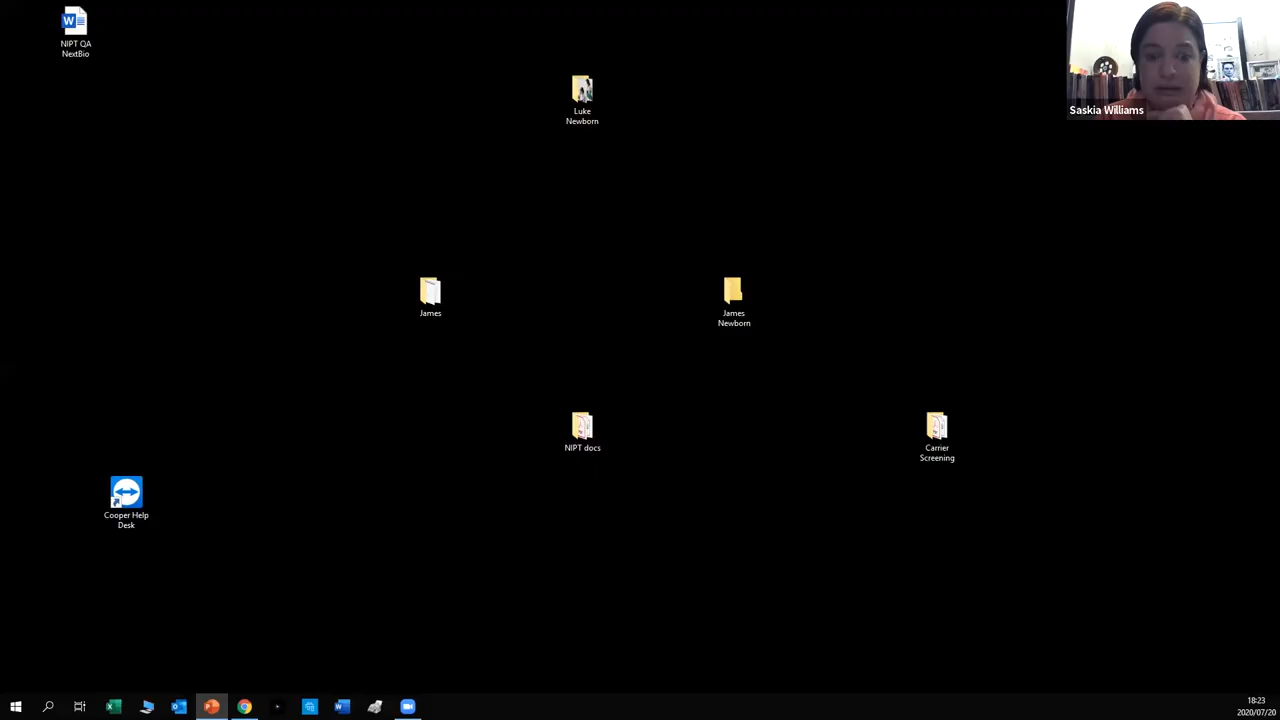 NIPT QA
NextBio
Luke
Newborn
Saskia Williams
James
James
Newborn
NIPT docs
Carrier
Screening
Cooper Help
Desk
18:23
2020/07/20